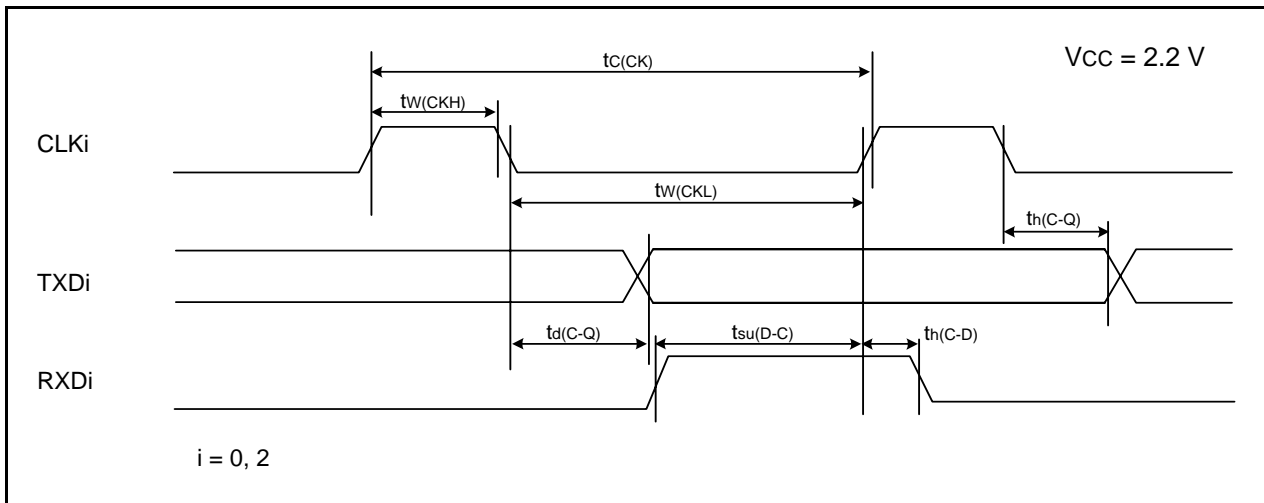 tC(CK)
VCC = 2.2 V
tW(CKH)
CLKi
tW(CKL)
th(C-Q)
TXDi
td(C-Q)
tsu(D-C)
th(C-D)
RXDi
i = 0, 2